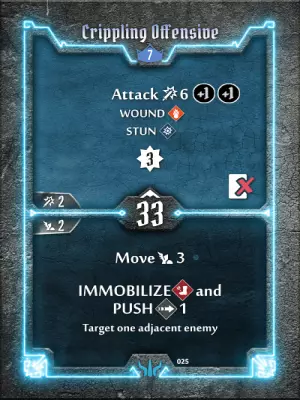 Crippling Offensive
7
Attack 6 +1 +1
WOUND
STUN
3
2
33
2
Move 3
IMMOBILIZE and
PUSH 1
Target one adjacent enemy
025